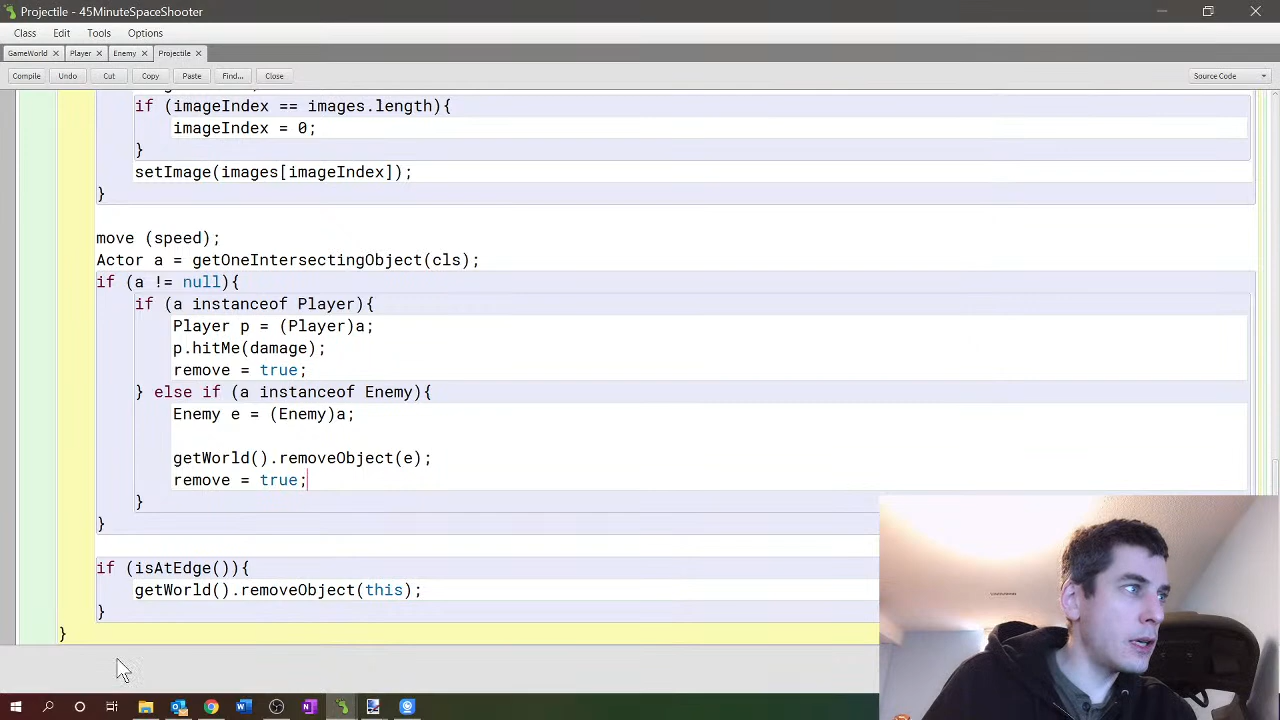 Projectile - 45MinuteSpaceShooter
Class Edit Tools Options
GameWorld Player Enemy Projectile
Compile Undo Cut Copy Paste Find... Close Source Code
if (imageIndex == images.length){
imageIndex = 0;
}
setImage(images[imageIndex]);
}
move (speed);
Actor a = getOneIntersectingObject(cls);
if (a != null){
if (a instanceof Player){
Player p = (Player)a;
p.hitMe(damage);
remove = true;
} else if (a instanceof Enemy){
Enemy e = (Enemy)a;
getWorld().removeObject(e);
remove = true;
}
}
if (isAtEdge()){
getWorld().removeObject(this);
}
}